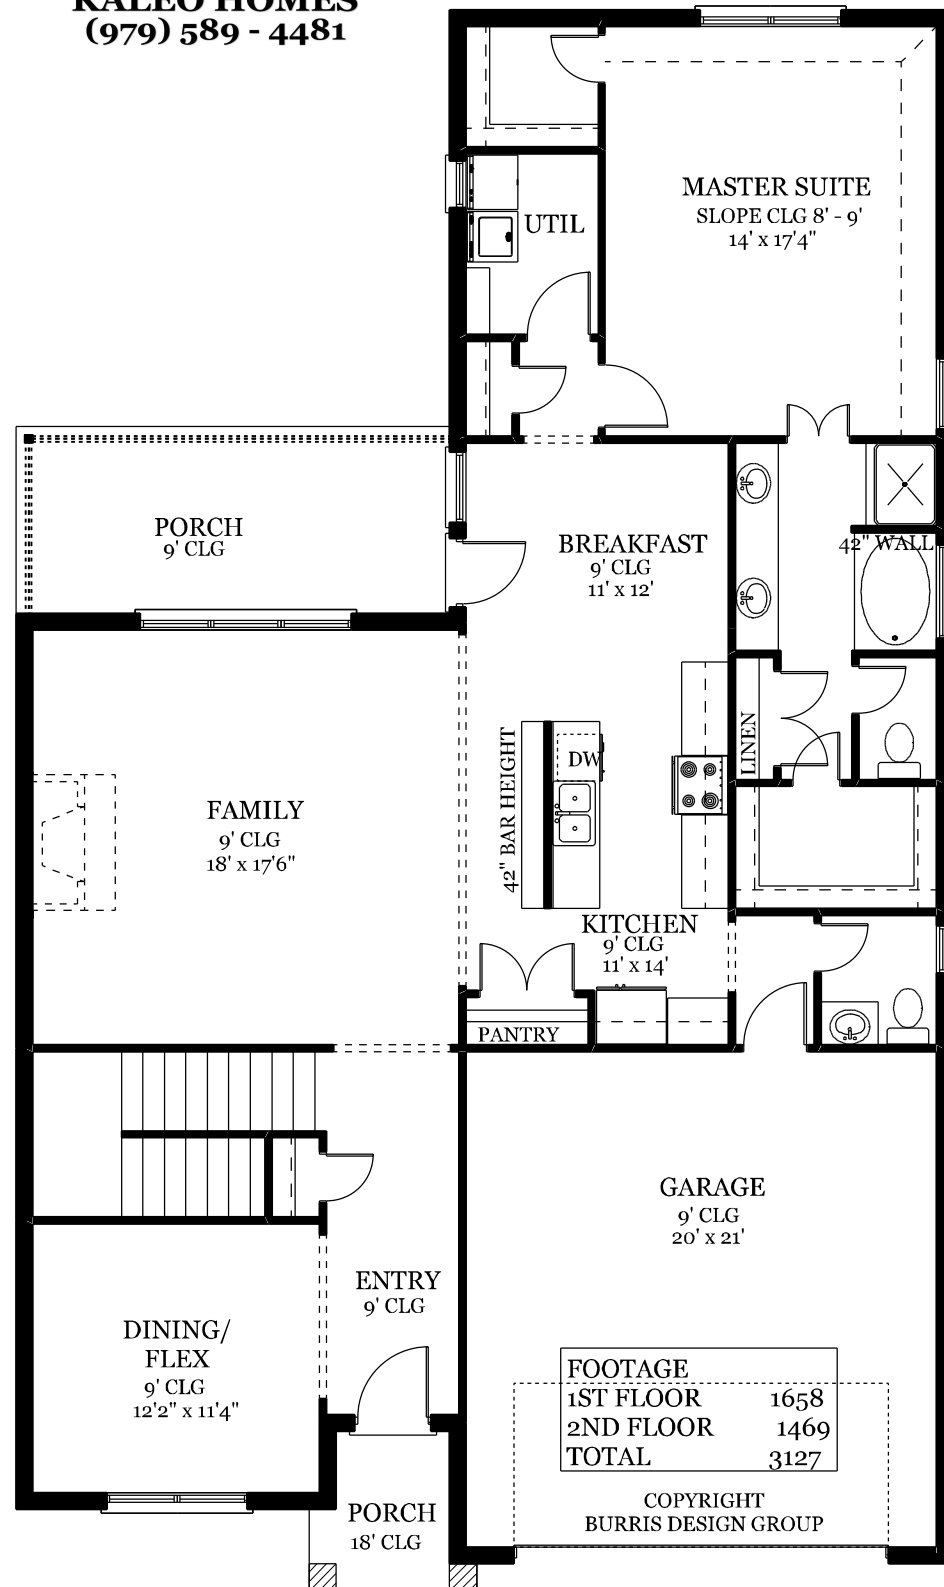 KALEO HOMES
(979) 589 - 4481
MASTER SUITE
SLOPE CLG 8' - 9'
14' x 17'4"
UTIL
PORCH
9' CLG
BREAKFAST
9' CLG
11' x 12'
42" WALL
LINEN
DW
42" BAR HEIGHT
FAMILY
9' CLG
18' x 17'6"
KITCHEN
9' CLG
11' x 14'
PANTRY
GARAGE
9' CLG
20' x 21'
ENTRY
9' CLG
DINING/
FLEX
9' CLG
12'2" x 11'4"
FOOTAGE
1ST FLOOR 1658
2ND FLOOR 1469
TOTAL 3127
COPYRIGHT
BURRIS DESIGN GROUP
PORCH
18' CLG